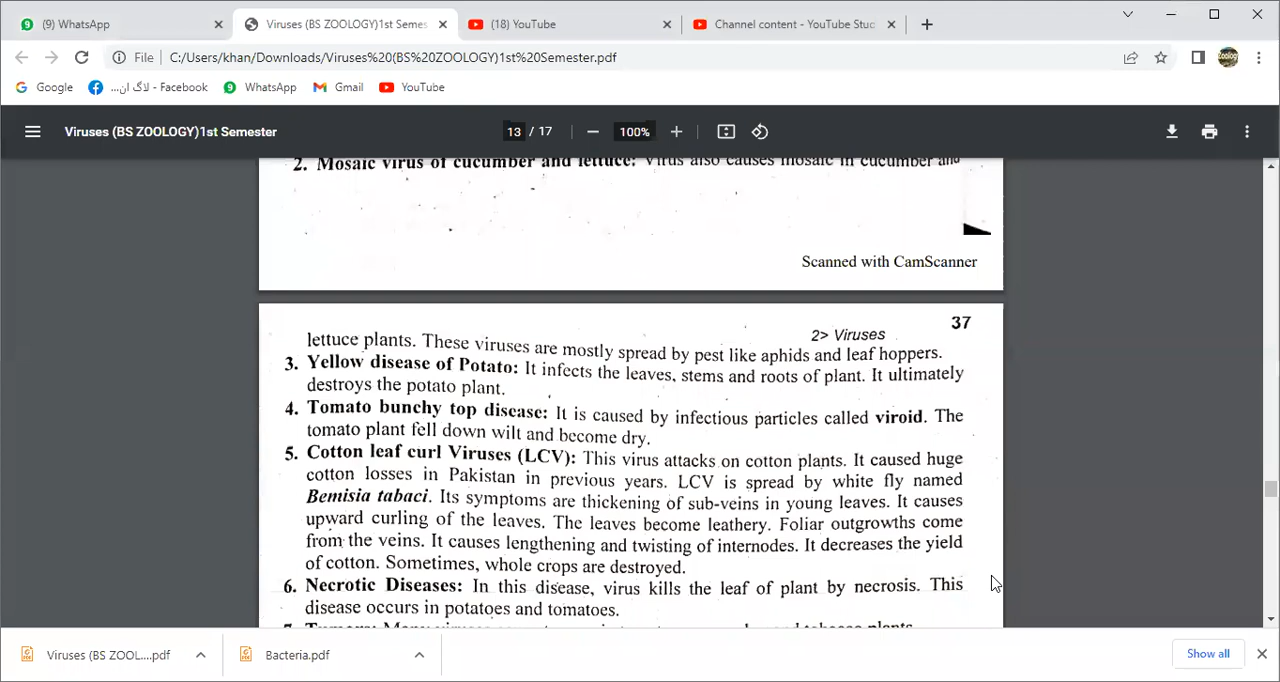 (9) WhatsApp
Viruses (BS ZOOLOGY)1st Semes
(18) YouTube
Channel content - YouTube Stud
File
C:/Users/khan/Downloads/Viruses%20(BS%20ZOOLOGY)1st%20Semester.pdf
Google
لاگ ان... - Facebook
9
WhatsApp
Gmail
YouTube
Viruses (BS ZOOLOGY)1st Semester
13 / 17
100%
2. Mosaic virus of cucumber and lettuce: Virus also causes mosaic in cucumber and
Scanned with CamScanner
2> Viruses
37
lettuce plants. These viruses are mostly spread by pest like aphids and leaf hoppers.
3. Yellow disease of Potato: It infects the leaves, stems and roots of plant. It ultimately
destroys the potato plant.
4. Tomato bunchy top disease: It is caused by infectious particles called viroid. The
tomato plant fell down wilt and become dry.
5. Cotton leaf curl Viruses (LCV): This virus attacks on cotton plants. It caused huge
cotton losses in Pakistan in previous years. LCV is spread by white fly named
Bemisia tabaci. Its symptoms are thickening of sub-veins in young leaves. It causes
upward curling of the leaves. The leaves become leathery. Foliar outgrowths come
from the veins. It causes lengthening and twisting of internodes. It decreases the yield
of cotton. Sometimes, whole crops are destroyed.
6. Necrotic Diseases: In this disease, virus kills the leaf of plant by necrosis. This
disease occurs in potatoes and tomatoes.
Viruses (BS ZOOL....pdf
Bacteria.pdf
Show all